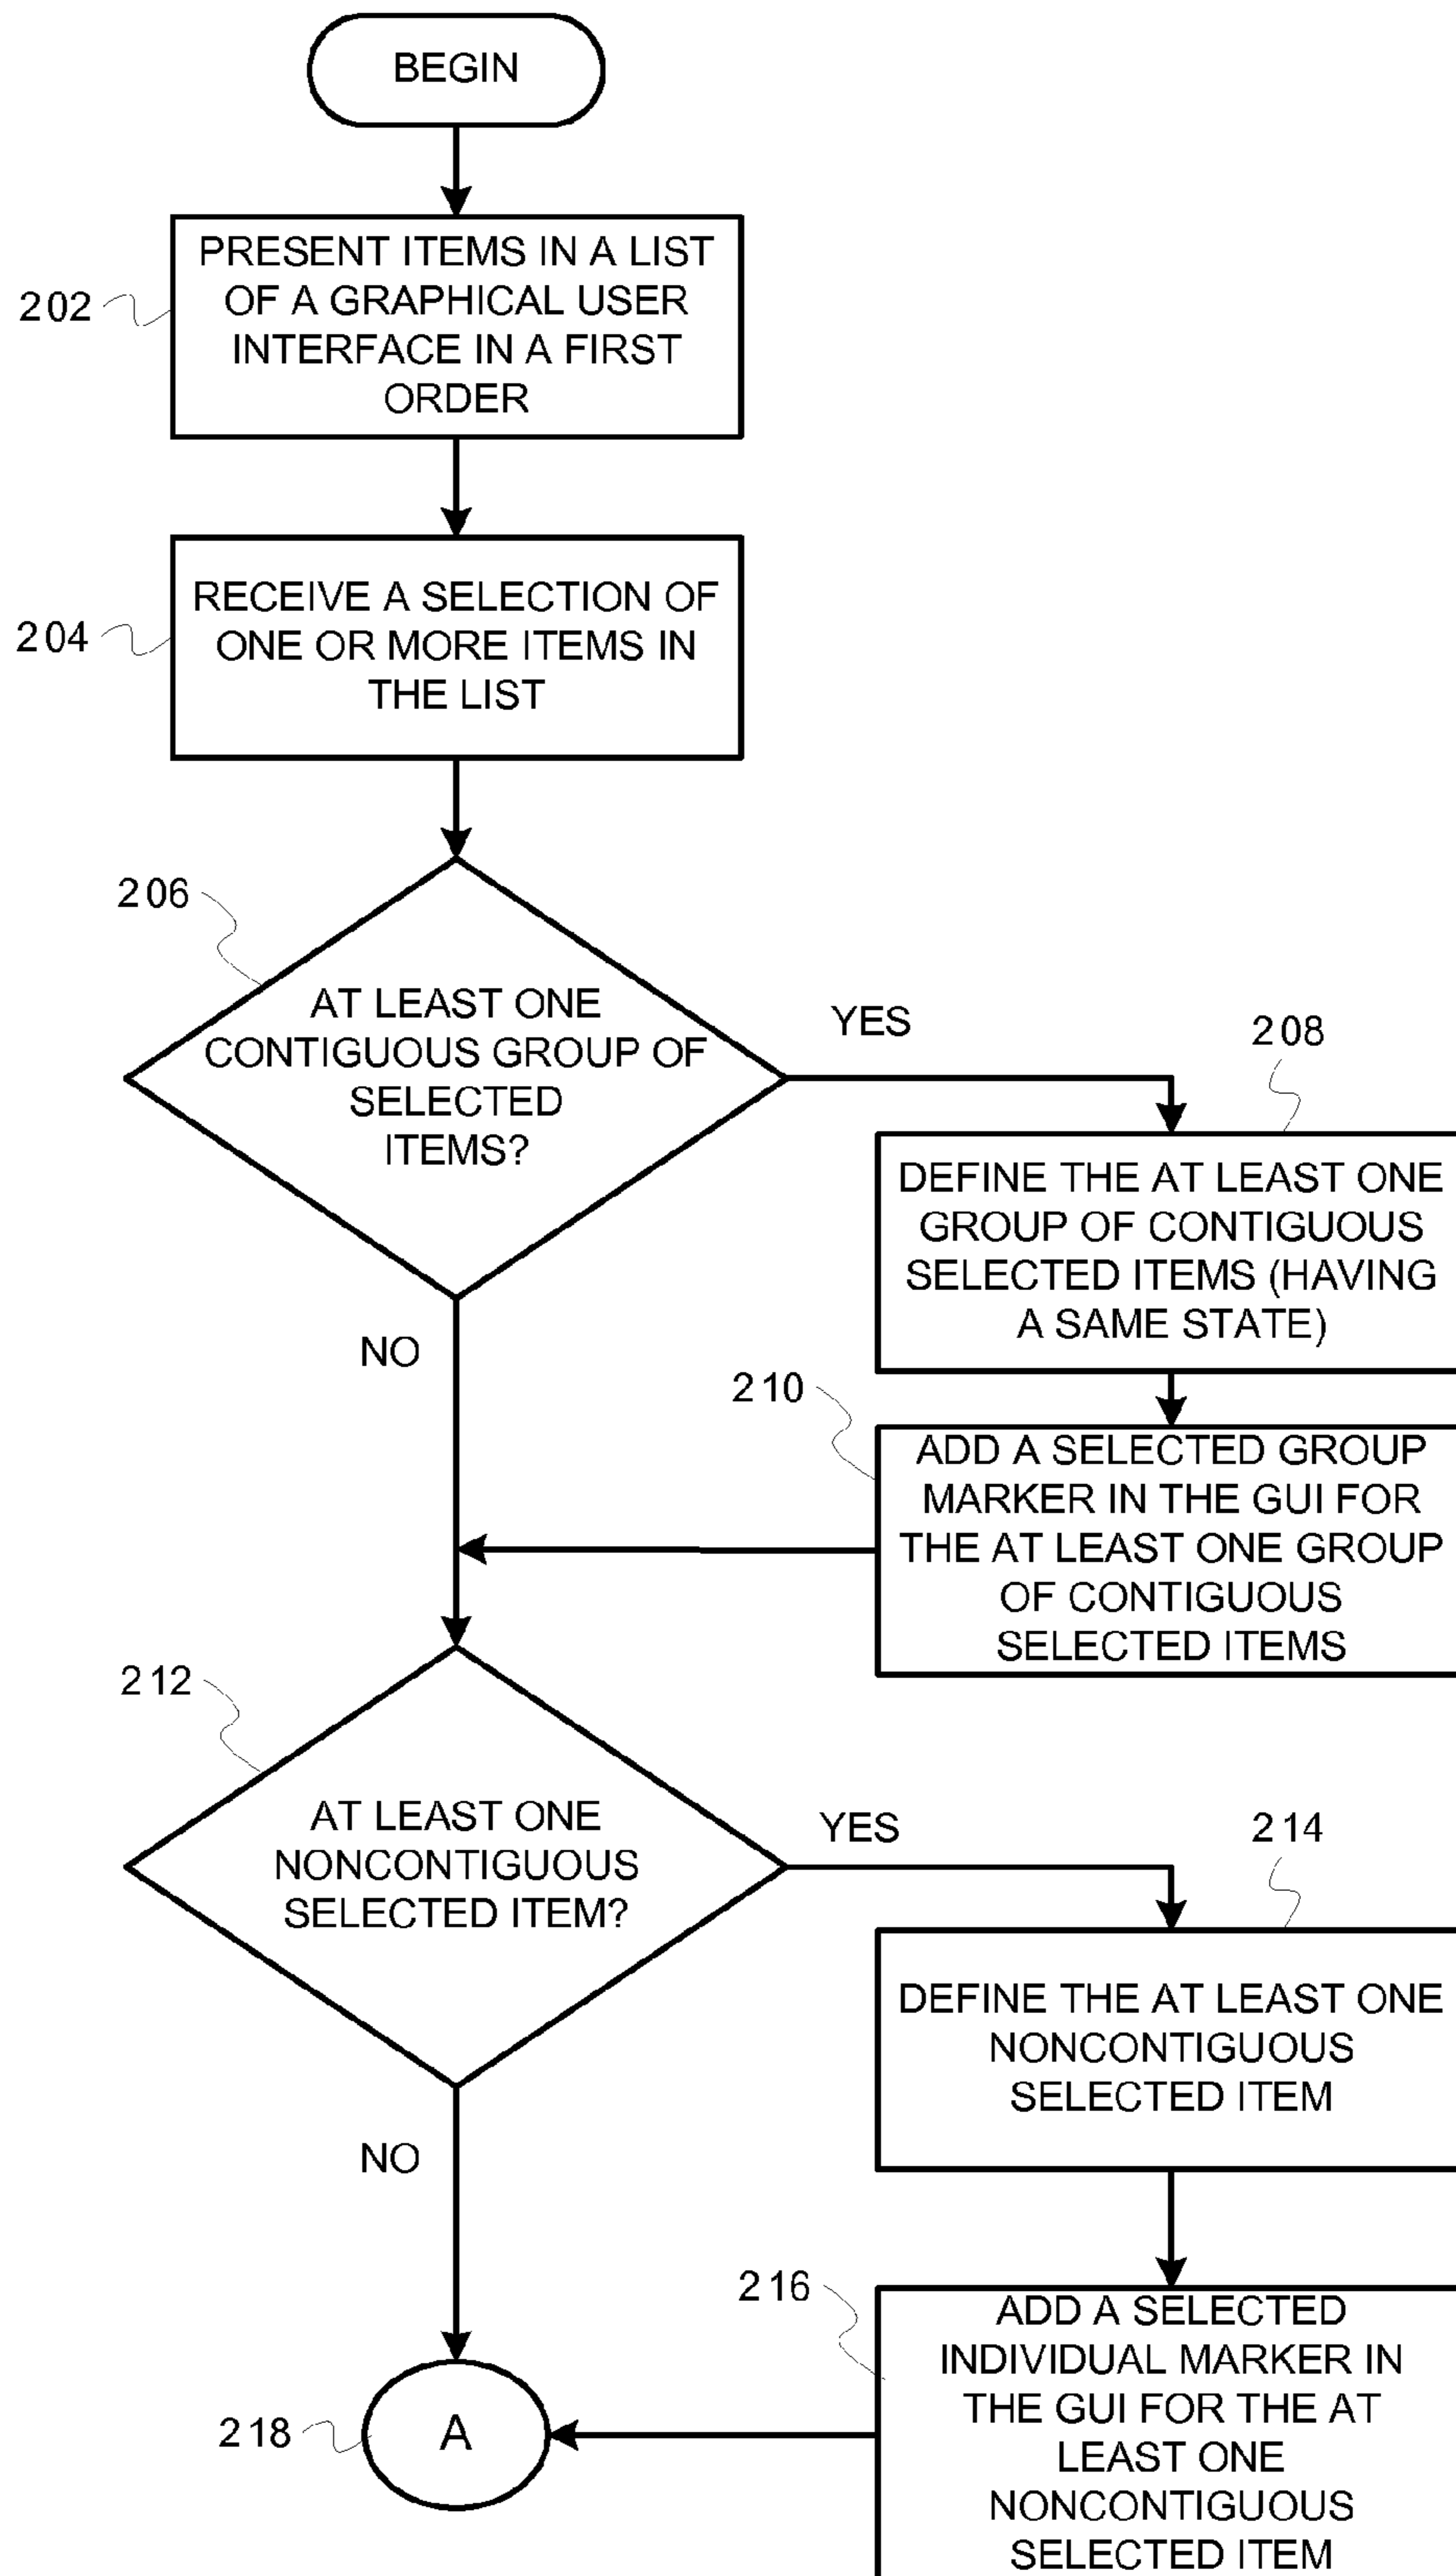 BEGIN
202
PRESENT ITEMS IN A LIST
OF A GRAPHICAL USER
INTERFACE IN A FIRST
ORDER
204
RECEIVE A SELECTION OF
ONE OR MORE ITEMS IN
THE LIST
206
AT LEAST ONE
CONTIGUOUS GROUP OF
SELECTED
ITEMS?
YES
NO
208
DEFINE THE AT LEAST ONE
GROUP OF CONTIGUOUS
SELECTED ITEMS (HAVING
A SAME STATE)
210
ADD A SELECTED GROUP
MARKER IN THE GUI FOR
THE AT LEAST ONE GROUP
OF CONTIGUOUS
SELECTED ITEMS
212
AT LEAST ONE
NONCONTIGUOUS
SELECTED ITEM?
YES
NO
214
DEFINE THE AT LEAST ONE
NONCONTIGUOUS
SELECTED ITEM
216
ADD A SELECTED
INDIVIDUAL MARKER IN
THE GUI FOR THE AT
LEAST ONE
NONCONTIGUOUS
SELECTED ITEM
218
A